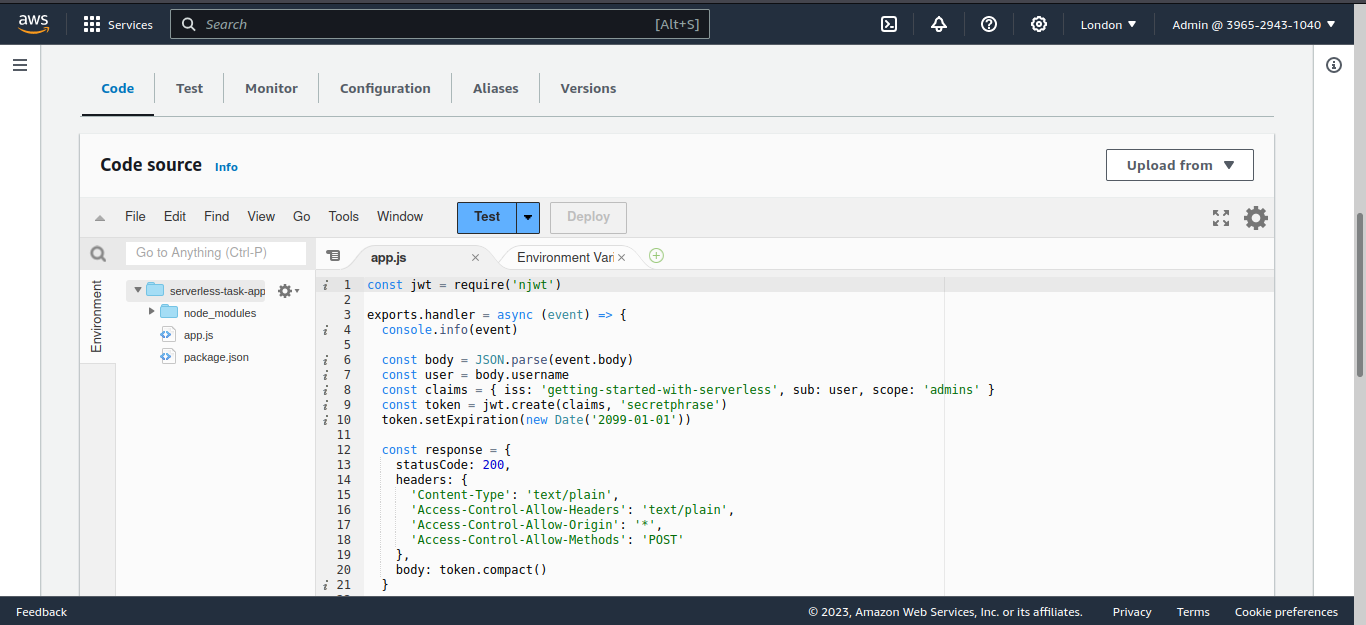 aws
Services
Search
[Alt+S]
London
Admin @ 3965-2943-1040
Code
Test
Monitor
Configuration
Aliases
Versions
Code source
Info
Upload from
File
Edit
Find
View
Go
Tools
Window
Test
Deploy
Go to Anything (Ctrl-P)
app.js
Environment Vari
Environment
serverless-task-app
node_modules
app.js
package.json
i 1 const jwt = require('njwt')
2
3 exports.handler = async (event) => {
i 4 console.info(event)
5
i 6 const body = JSON.parse(event.body)
i 7 const user = body.username
i 8 const claims = { iss: 'getting-started-with-serverless', sub: user, scope: 'admins' }
i 9 const token = jwt.create(claims, 'secretphrase')
i 10 token.setExpiration(new Date('2099-01-01'))
11
12 const response = {
13 statusCode: 200,
14 headers: {
15 'Content-Type': 'text/plain',
16 'Access-Control-Allow-Headers': 'text/plain',
17 'Access-Control-Allow-Origin': '*',
18 'Access-Control-Allow-Methods': 'POST'
19 },
20 body: token.compact()
i 21 }
Feedback
© 2023, Amazon Web Services, Inc. or its affiliates.
Privacy
Terms
Cookie preferences